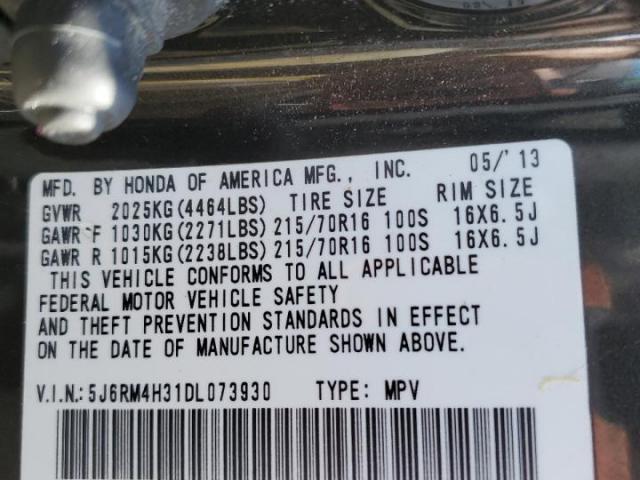 MFD. BY HONDA OF AMERICA MFG., INC. 05/'13
GVWR 2025KG(4464LBS) TIRE SIZE RIM SIZE
GAWR F 1030KG(2271LBS) 215/70R16 100S 16X6.5J
GAWR R 1015KG(2238LBS) 215/70R16 100S 16X6.5J
THIS VEHICLE CONFORMS TO ALL APPLICABLE
FEDERAL MOTOR VEHICLE SAFETY
AND THEFT PREVENTION STANDARDS IN EFFECT
ON THE DATE OF MANUFACTURE SHOWN ABOVE.
V.I.N.:5J6RM4H31DL073930 TYPE: MPV